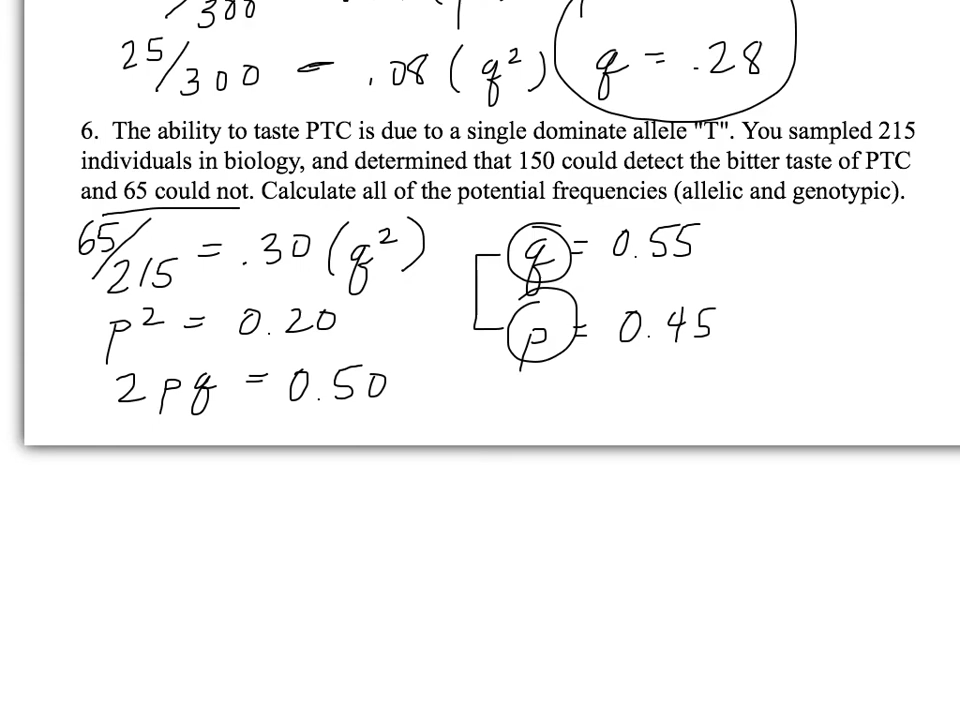 /300
25/300 = .08 (q²) q = .28
6. The ability to taste PTC is due to a single dominate allele "T". You sampled 215
individuals in biology, and determined that 150 could detect the bitter taste of PTC
and 65 could not. Calculate all of the potential frequencies (allelic and genotypic).
65/215 = .30 (q²) q = 0.55
p² = 0.20 p = 0.45
2pq = 0.50